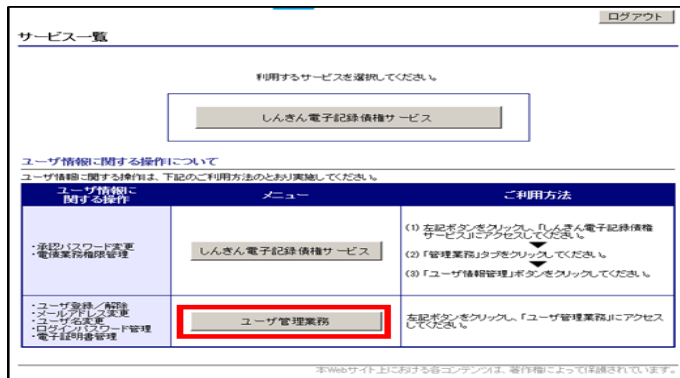 ログアウト
サービス一覧
利用するサービスを選択してください。
しんきん電子記録債権サービス
ユーザ情報に関する操作について
ユーザ情報に関する操作は、下記のご利用方法のとおり実施してください。
ユーザ情報に
関する操作
メニュー
ご利用方法
・承認パスワード変更
・電債業務権限管理
しんきん電子記録債権サービス
(1) 左記ボタンをクリックし、「しんきん電子記録債権
サービス」にアクセスしてください。
(2) 「管理業務」タブをクリックしてください。
(3) 「ユーザ情報管理」ボタンをクリックしてください。
・ユーザ登録／解除
・メールアドレス変更
・ユーザ名変更
・ログインパスワード管理
・電子証明書管理
ユーザ管理業務
左記ボタンをクリックし、「ユーザ管理業務」にアクセス
してください。
本Webサイト上における各コンテンツは、著作権によって保護されています。